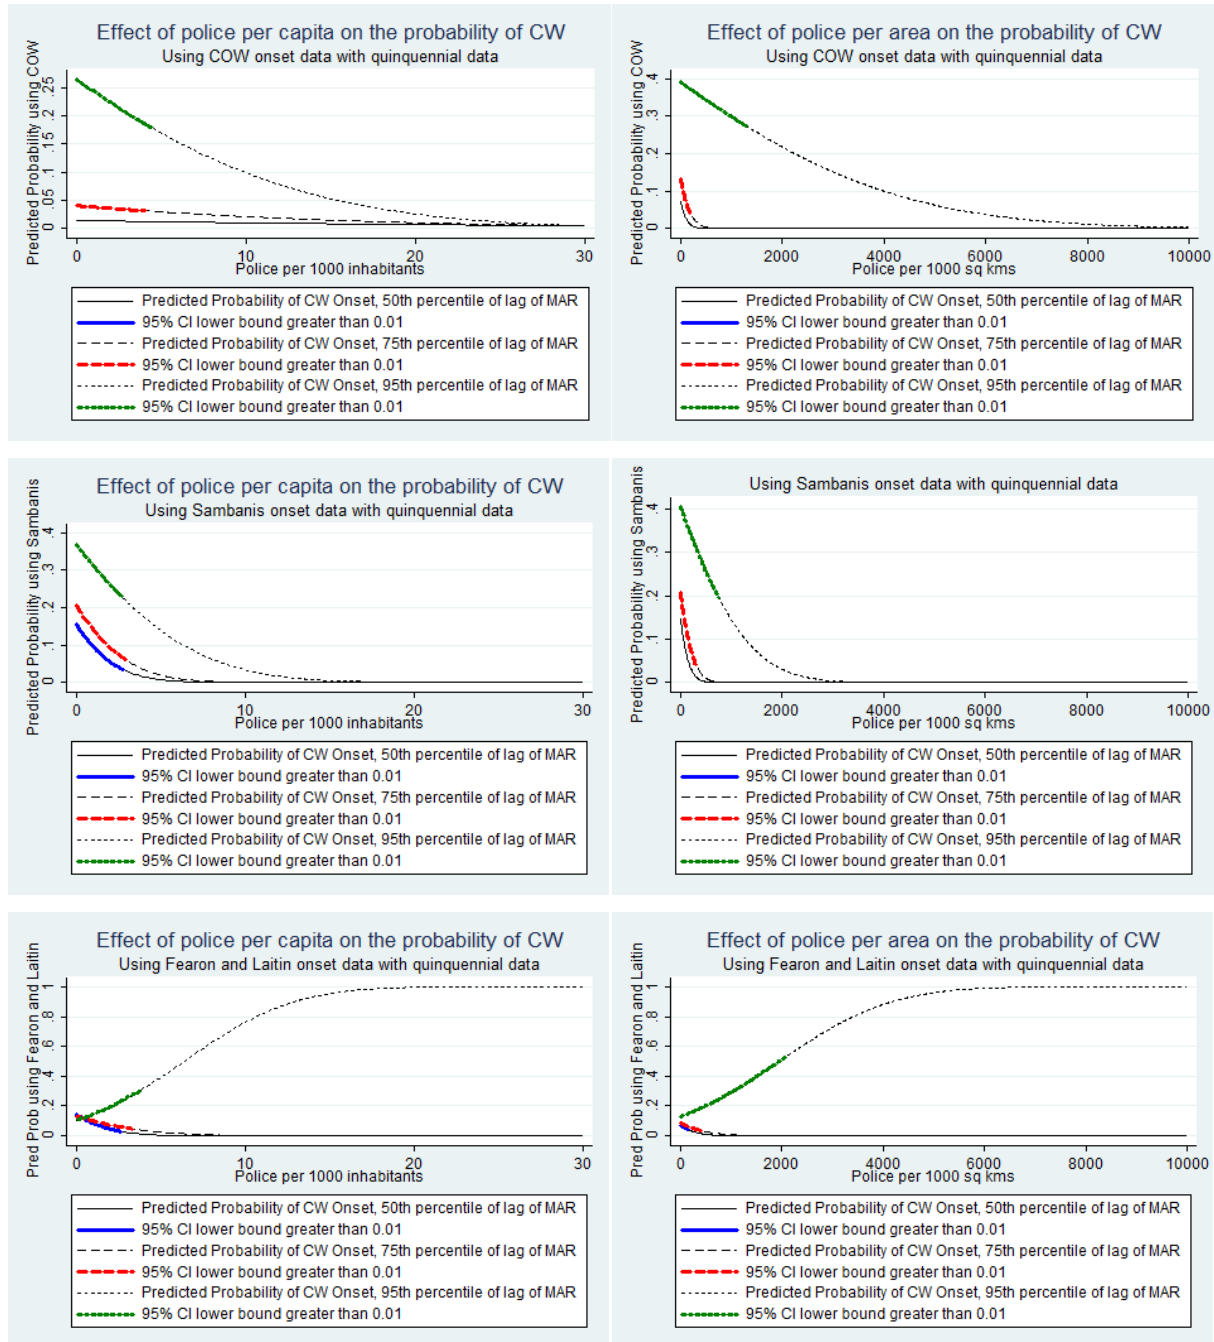 Effect of police per capita on the probability of CW
Using COW onset data with quinquennial data
Predicted Probability using COW
.25
.2
.15
.1
.05
0
0
10
20
30
Police per 1000 inhabitants
Predicted Probability of CW Onset, 50th percentile of lag of MAR
95% CI lower bound greater than 0.01
Predicted Probability of CW Onset, 75th percentile of lag of MAR
95% CI lower bound greater than 0.01
Predicted Probability of CW Onset, 95th percentile of lag of MAR
95% CI lower bound greater than 0.01
Effect of police per area on the probability of CW
Using COW onset data with quinquennial data
Predicted Probability using COW
.4
.3
.2
.1
0
0
2000
4000
6000
8000
10000
Police per 1000 sq kms
Predicted Probability of CW Onset, 50th percentile of lag of MAR
95% CI lower bound greater than 0.01
Predicted Probability of CW Onset, 75th percentile of lag of MAR
95% CI lower bound greater than 0.01
Predicted Probability of CW Onset, 95th percentile of lag of MAR
95% CI lower bound greater than 0.01
Effect of police per capita on the probability of CW
Using Sambanis onset data with quinquennial data
Predicted Probability using Sambanis
.4
.3
.2
.1
0
0
10
20
30
Police per 1000 inhabitants
Predicted Probability of CW Onset, 50th percentile of lag of MAR
95% CI lower bound greater than 0.01
Predicted Probability of CW Onset, 75th percentile of lag of MAR
95% CI lower bound greater than 0.01
Predicted Probability of CW Onset, 95th percentile of lag of MAR
95% CI lower bound greater than 0.01
Using Sambanis onset data with quinquennial data
Predicted Probability using Sambanis
.4
.3
.2
.1
0
0
2000
4000
6000
8000
10000
Police per 1000 sq kms
Predicted Probability of CW Onset, 50th percentile of lag of MAR
95% CI lower bound greater than 0.01
Predicted Probability of CW Onset, 75th percentile of lag of MAR
95% CI lower bound greater than 0.01
Predicted Probability of CW Onset, 95th percentile of lag of MAR
95% CI lower bound greater than 0.01
Effect of police per capita on the probability of CW
Using Fearon and Laitin onset data with quinquennial data
Pred Prob using Fearon and Laitin
1
.8
.6
.4
.2
0
0
10
20
30
Police per 1000 inhabitants
Predicted Probability of CW Onset, 50th percentile of lag of MAR
95% CI lower bound greater than 0.01
Predicted Probability of CW Onset, 75th percentile of lag of MAR
95% CI lower bound greater than 0.01
Predicted Probability of CW Onset, 95th percentile of lag of MAR
95% CI lower bound greater than 0.01
Effect of police per area on the probability of CW
Using Fearon and Laitin onset data with quinquennial data
Pred Prob using Fearon and Laitin
1
.8
.6
.4
.2
0
0
2000
4000
6000
8000
10000
Police per 1000 sq kms
Predicted Probability of CW Onset, 50th percentile of lag of MAR
95% CI lower bound greater than 0.01
Predicted Probability of CW Onset, 75th percentile of lag of MAR
95% CI lower bound greater than 0.01
Predicted Probability of CW Onset, 95th percentile of lag of MAR
95% CI lower bound greater than 0.01